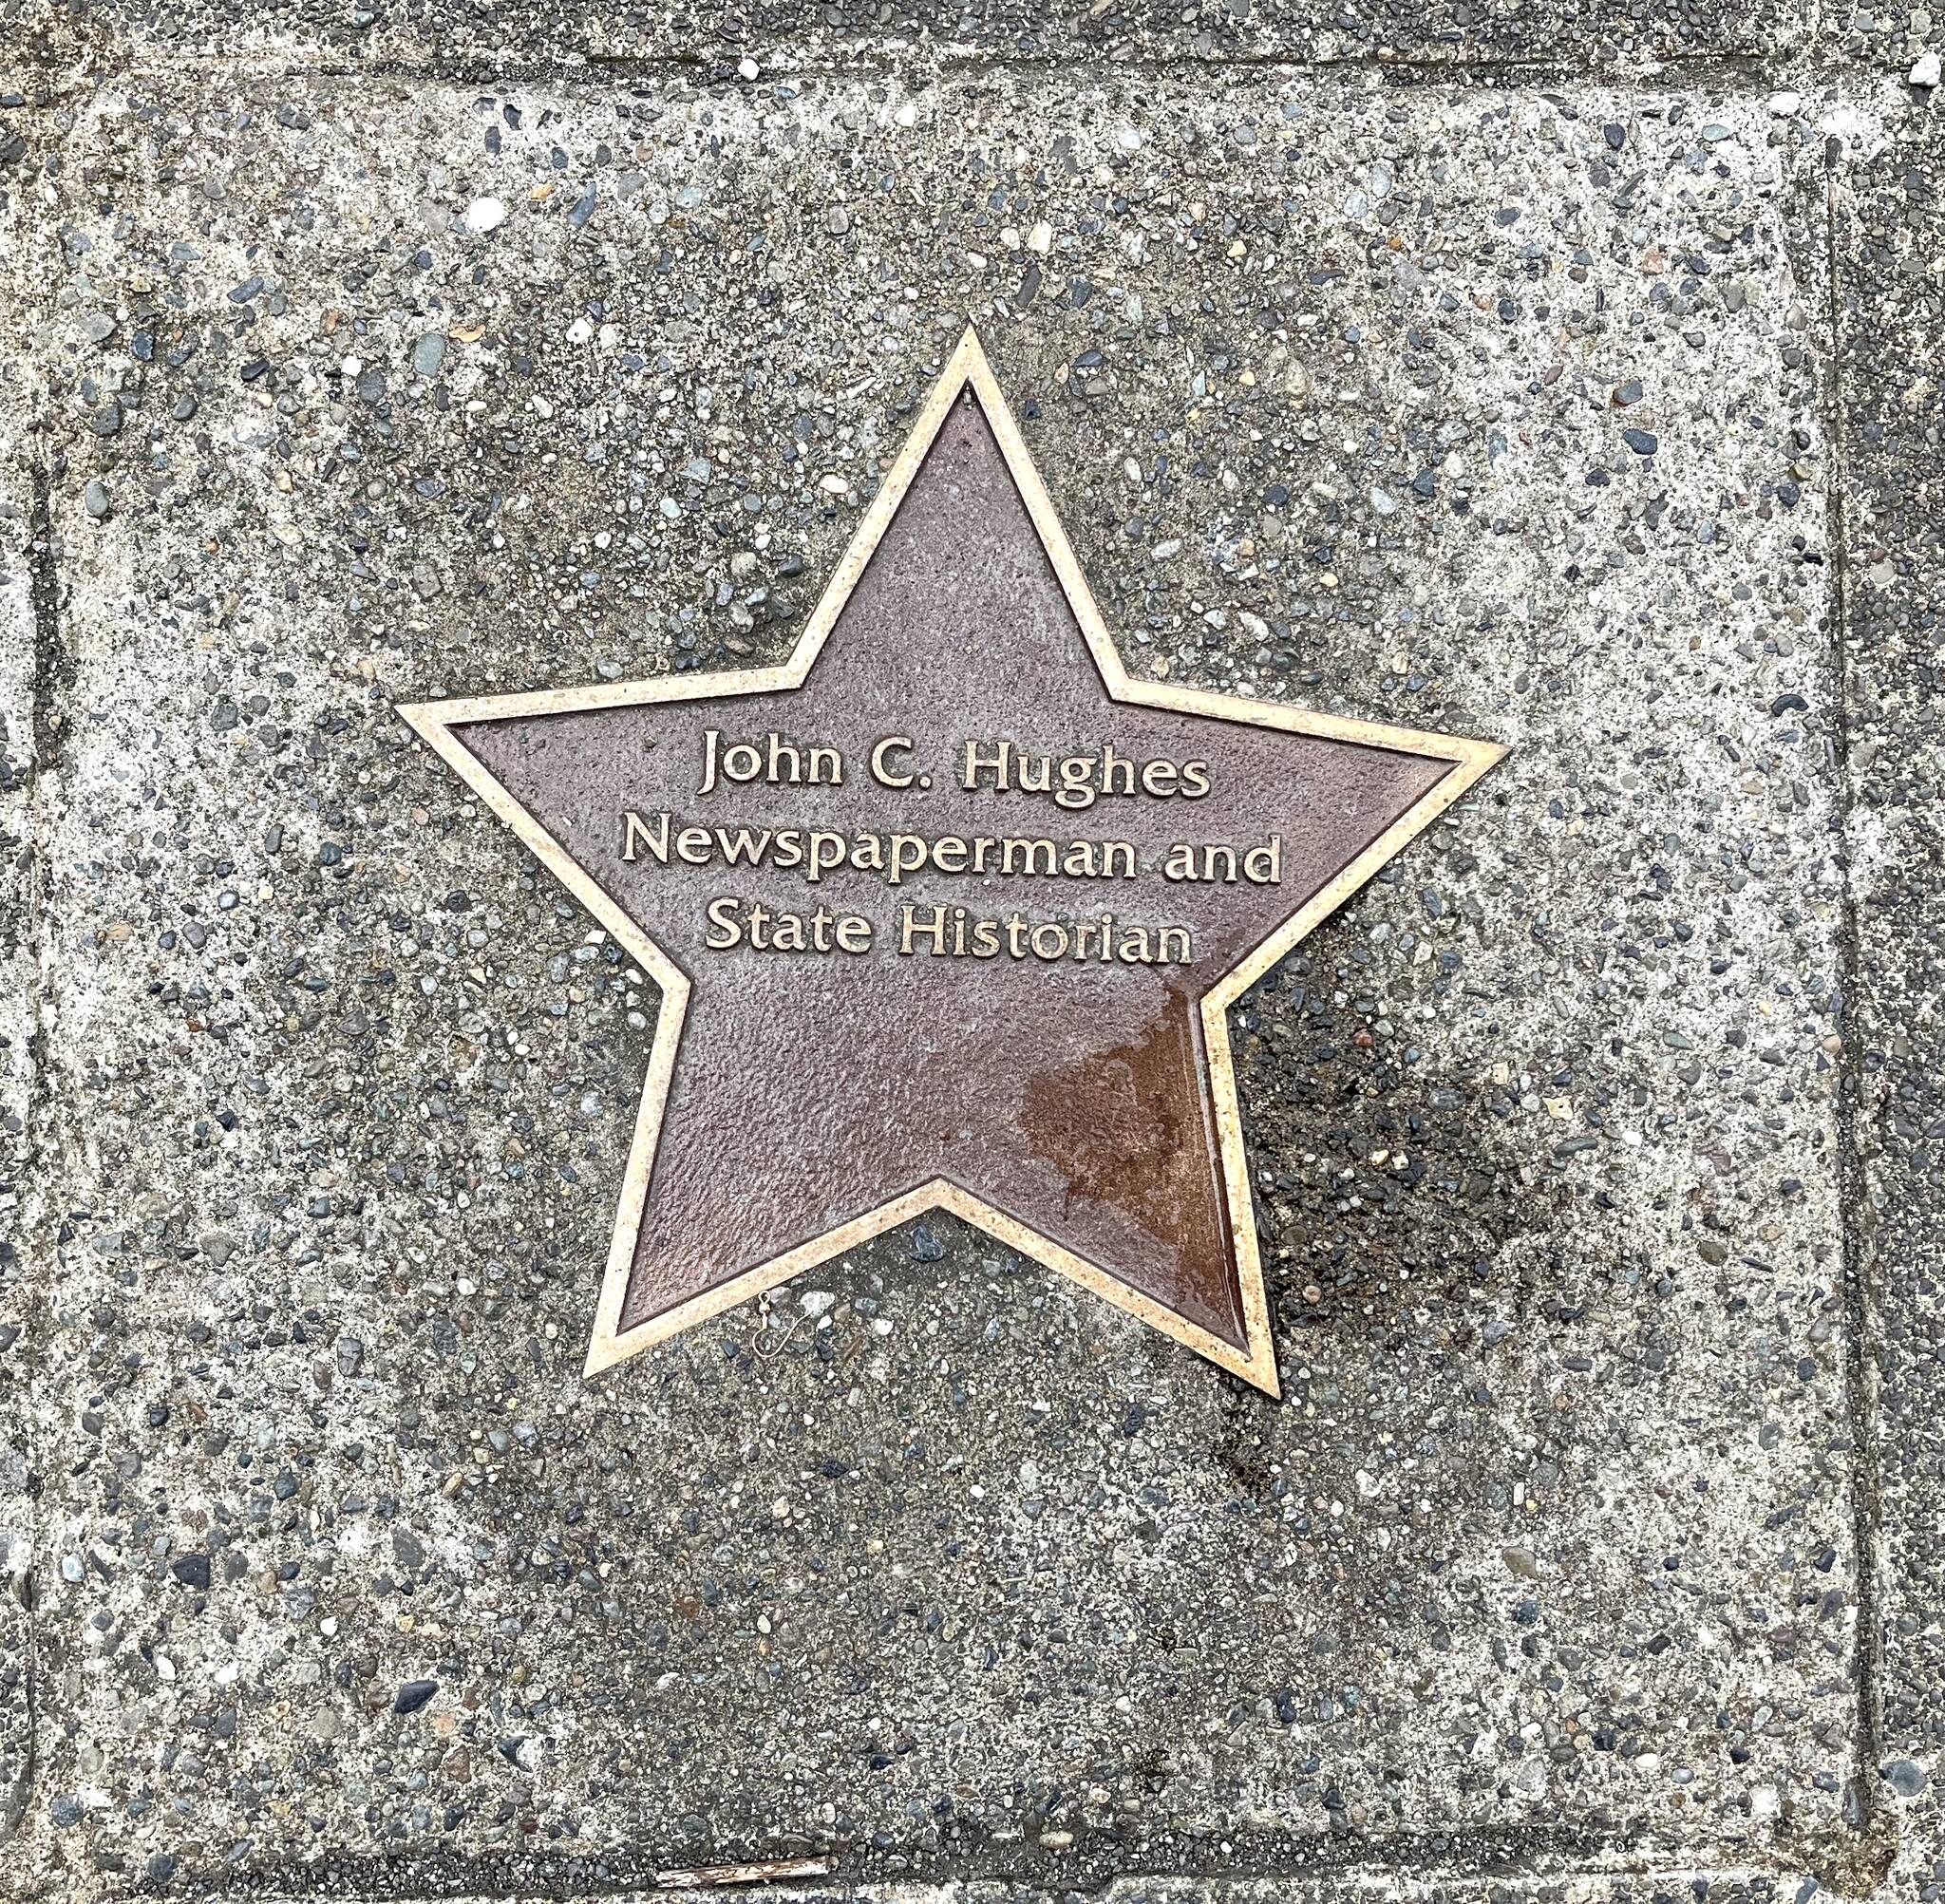 John C. Hughes
Newspaperman and
State Historian